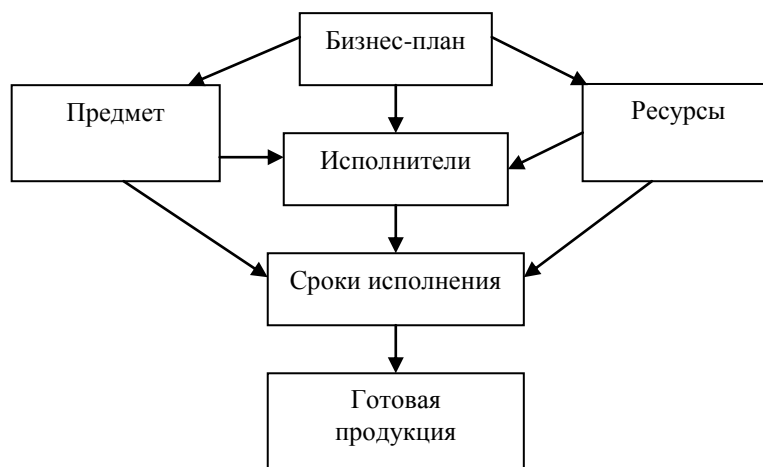 Бизнес-план
Предмет
Ресурсы
Исполнители
Сроки исполнения
Готовая
продукция